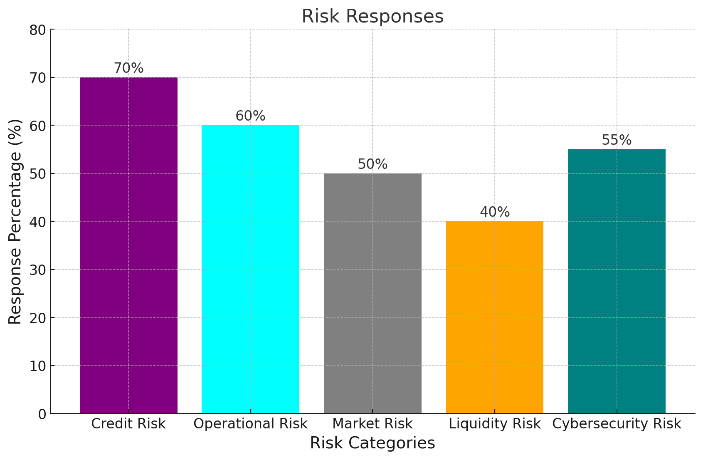 Risk Responses
80
70
60
50
40
30
20
10
0
Response Percentage (%)
70%
60%
50%
40%
55%
Credit Risk
Operational Risk
Market Risk
Liquidity Risk
Cybersecurity Risk
Risk Categories